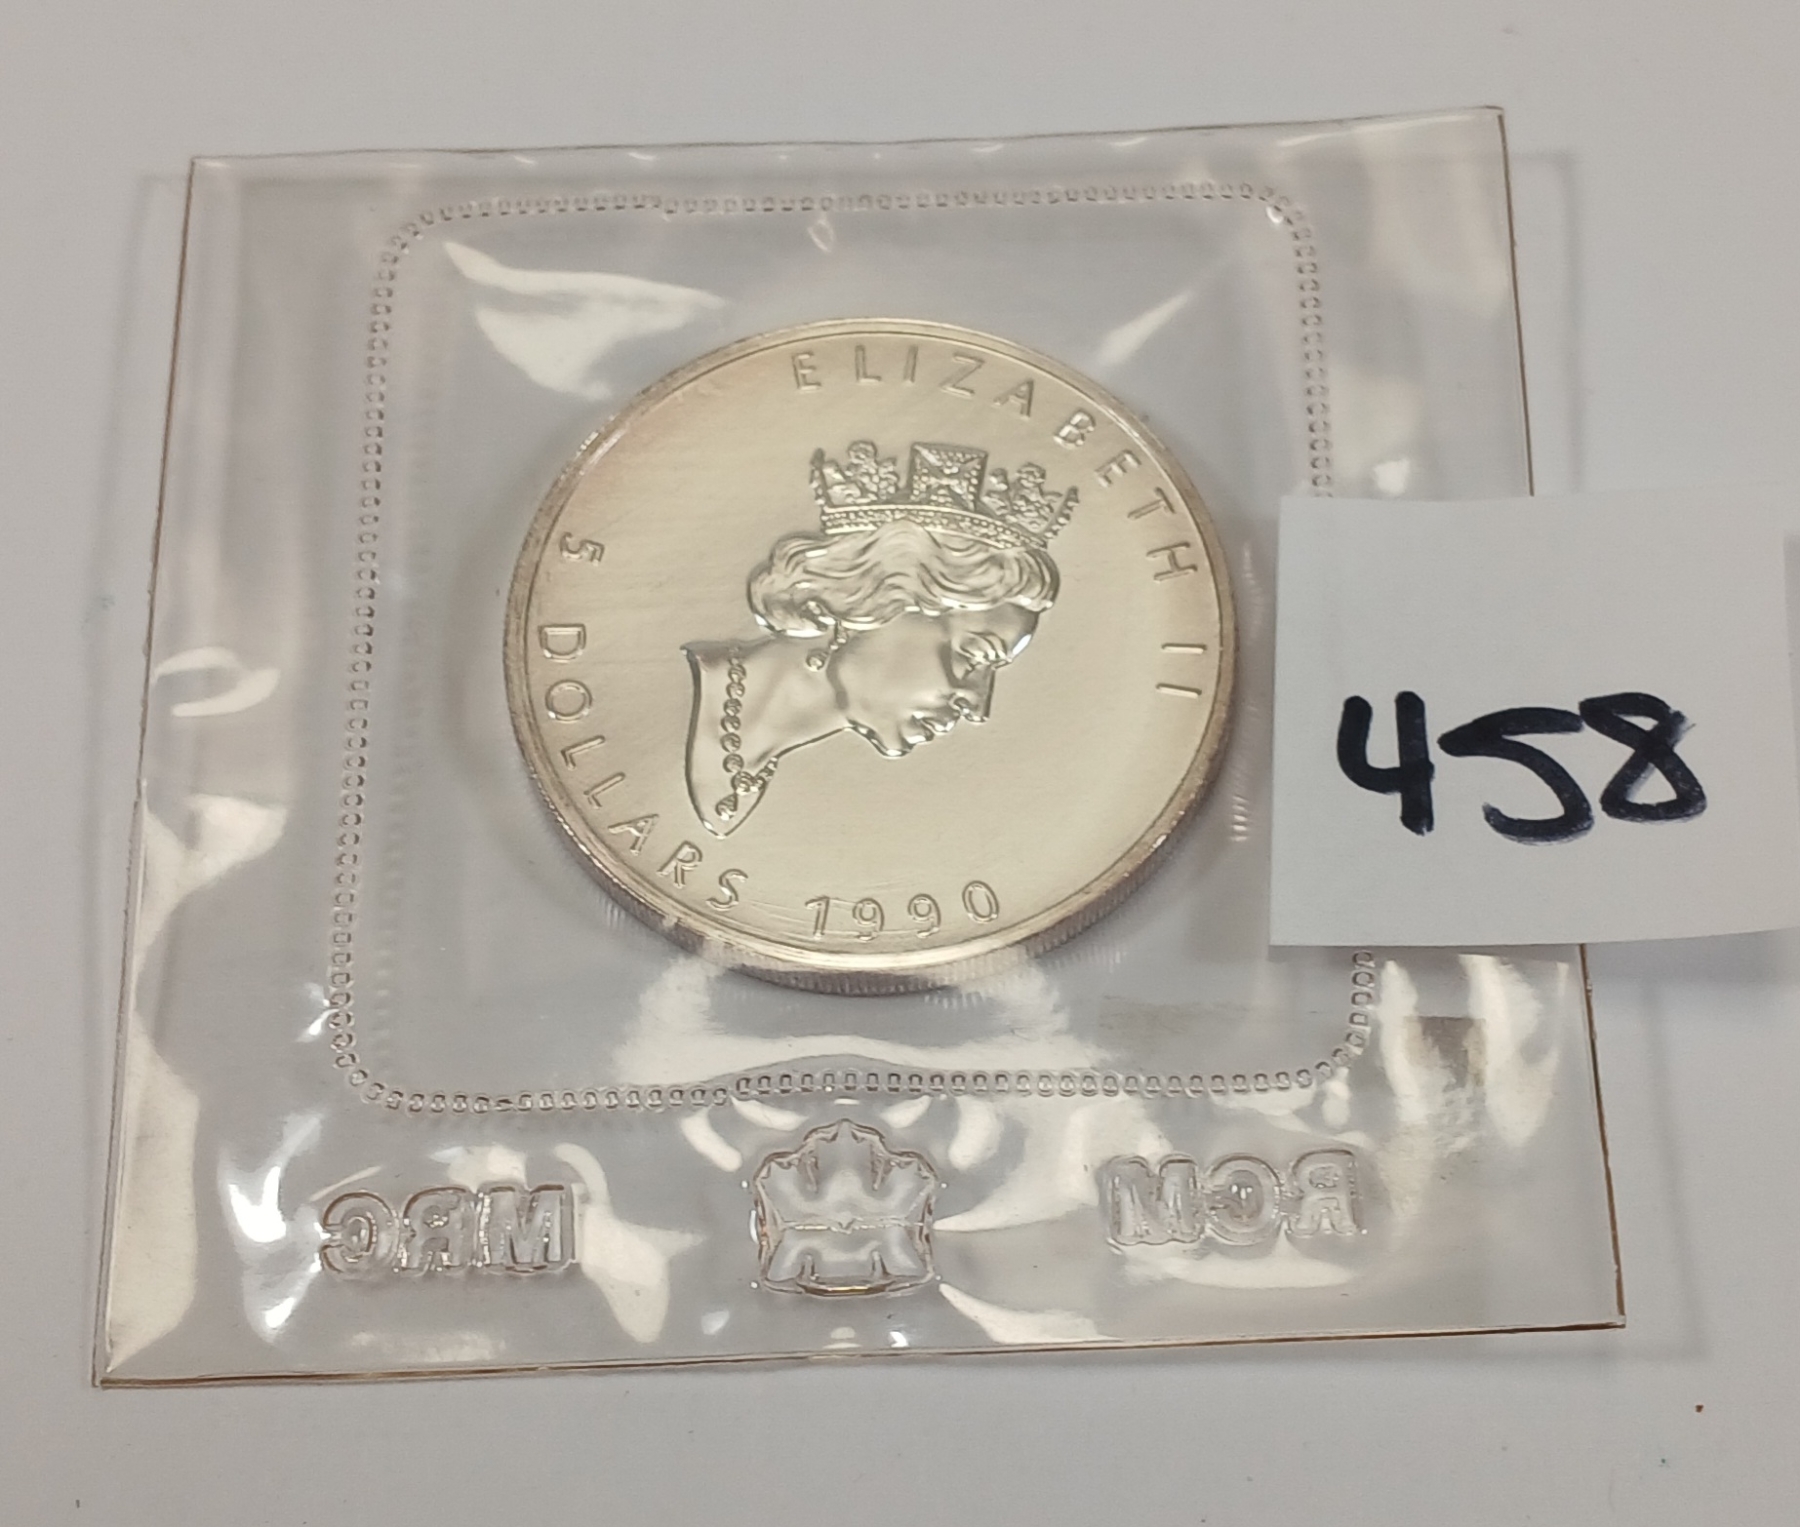 ELIZABETH II
5 DOLLARS 1990
458
MRC RCM